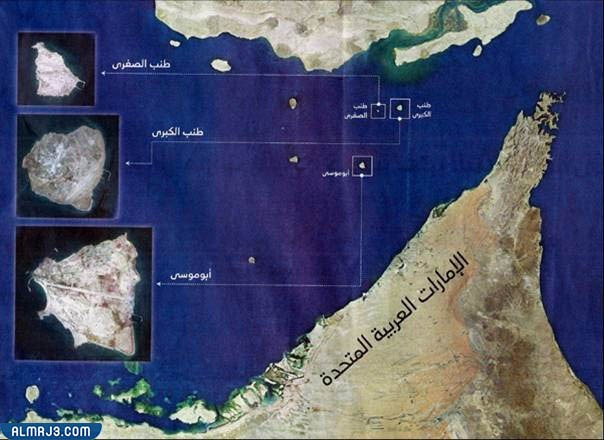 طنب الصغرى
طنب الكبرى
أبوموسى
طنب
الصغرى
طنب
الكبرى
أبوموسى
الإمارات العربية المتحدة
ALMRJ3.COM